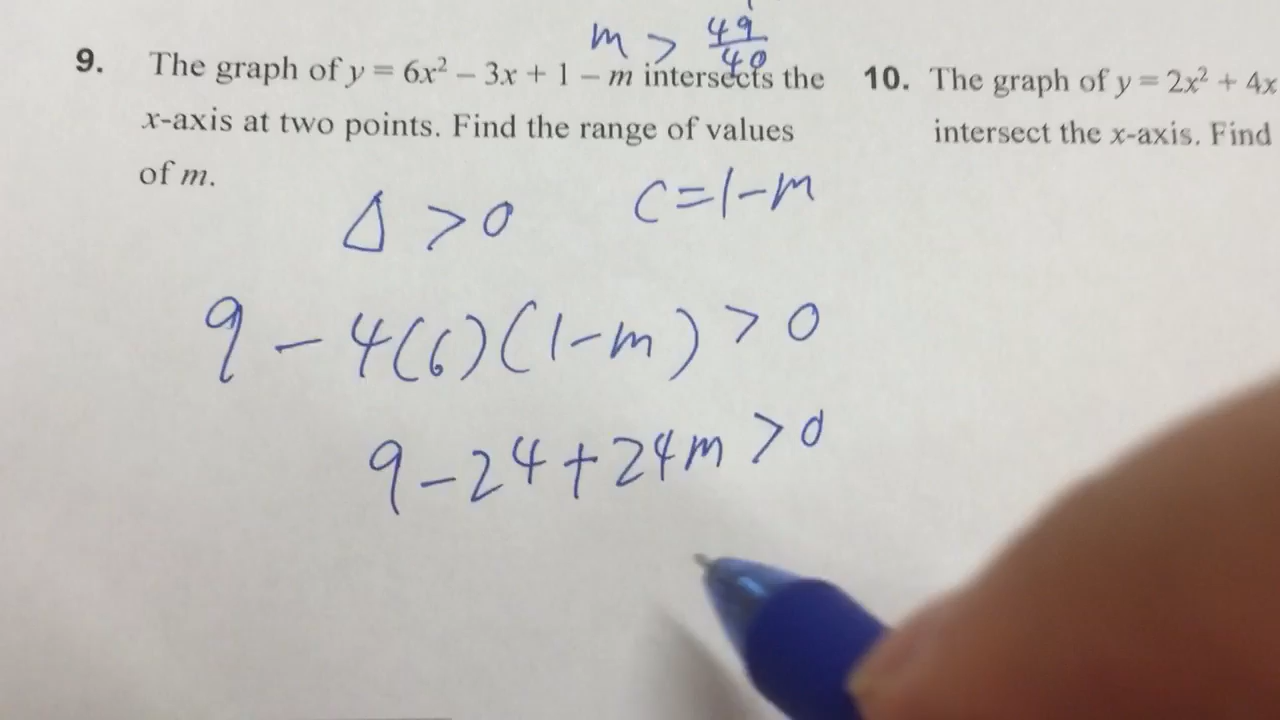 m > 49/40
9. The graph of y = 6x² – 3x + 1 – m intersects the
x-axis at two points. Find the range of values
of m.
10. The graph of y = 2x² + 4x
intersect the x-axis. Find
Δ > 0 c = 1 – m
9 – 4(6)(1 – m) > 0
9 – 24 + 24m > 0